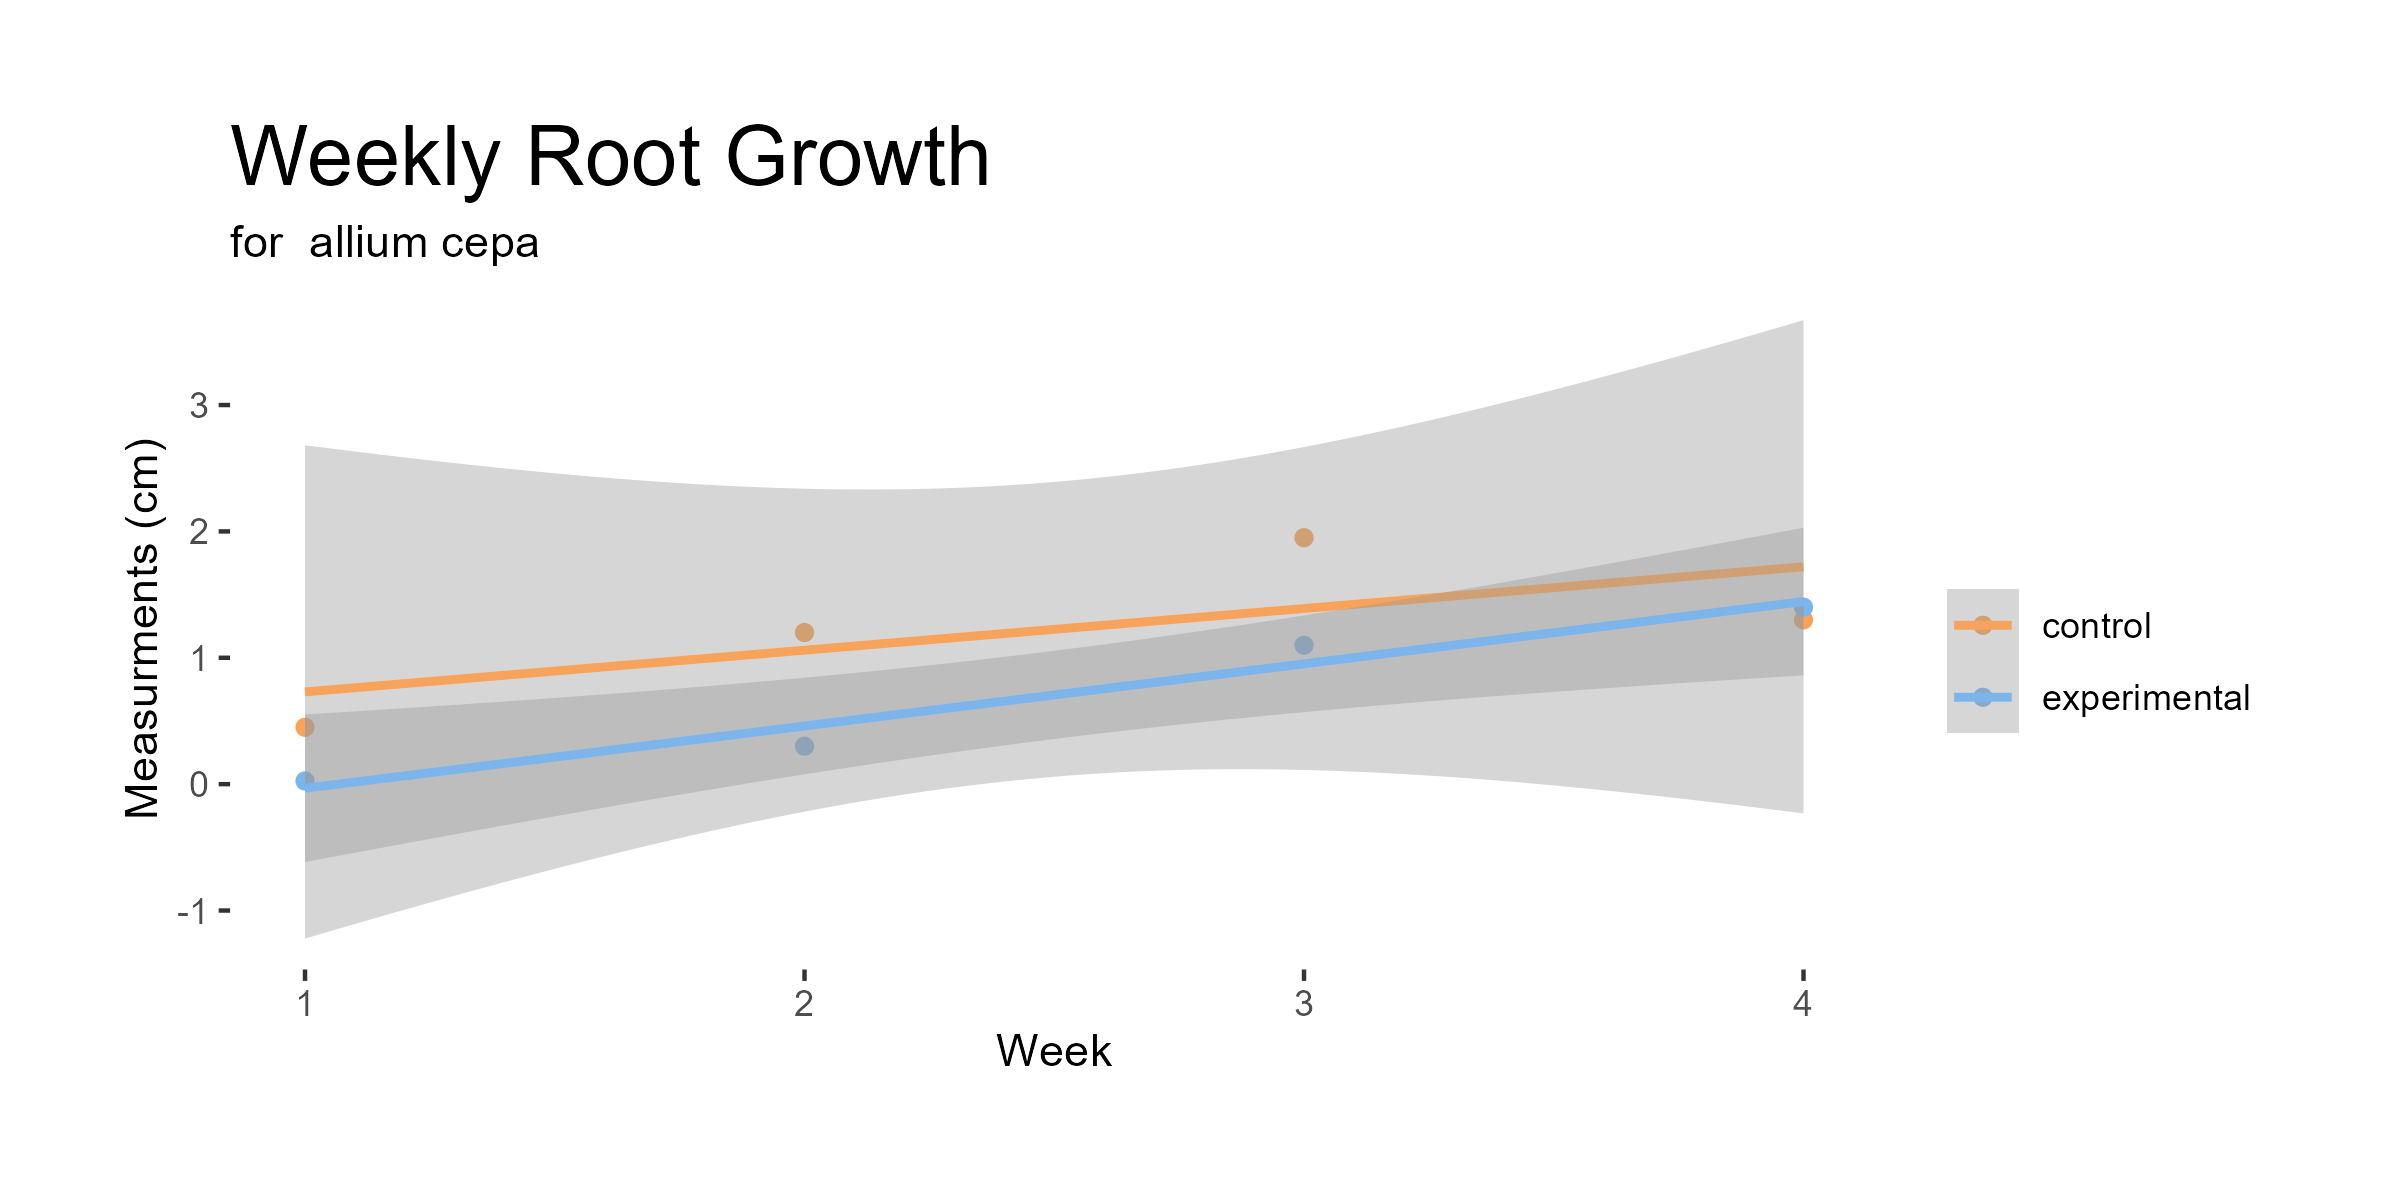 Weekly Root Growth
for  allium cepa
Measurments (cm)
3
2
1
0
-1
1
2
3
4
Week
control
experimental